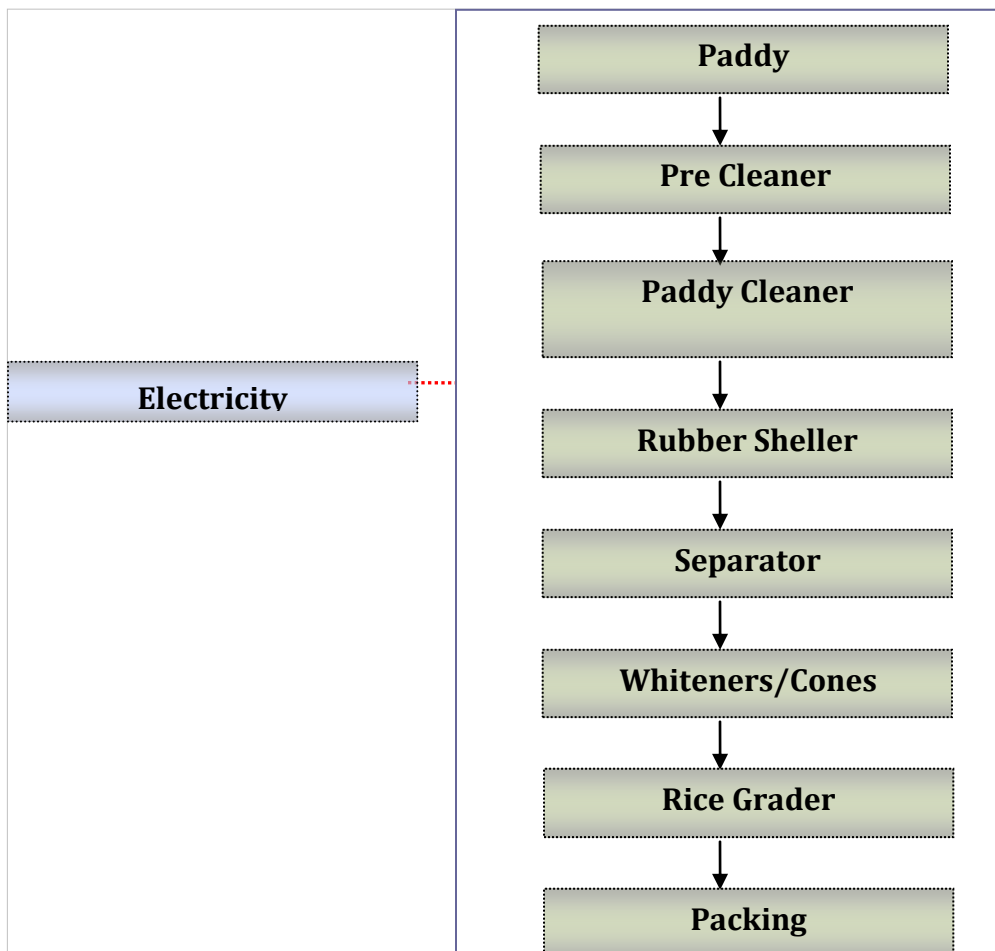 Paddy
Pre Cleaner
Paddy Cleaner
Electricity
Rubber Sheller
Separator
Whiteners/Cones
Rice Grader
Packing